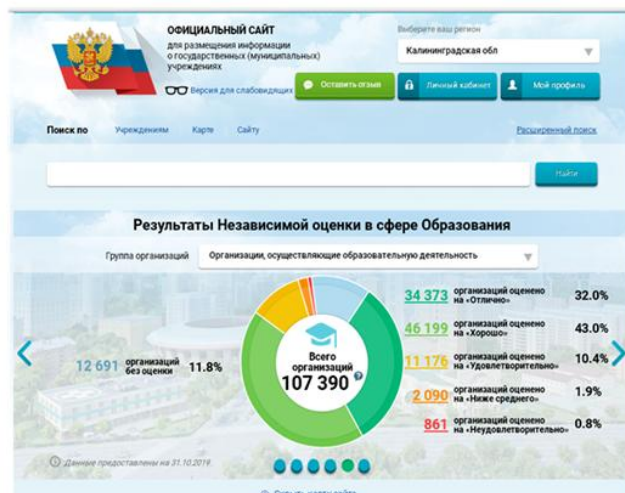 ОФИЦИАЛЬНЫЙ САЙТ
для размещения информации
о государственных (муниципальных)
учреждениях
Версия для слабовидящих
Выберите ваш регион
Калининградская обл
Оставить отзыв
Личный кабинет
Мой профиль
Поиск по Учреждениям Карте Сайту
Расширенный поиск
Найти
Результаты Независимой оценки в сфере Образования
Группа организаций Организации, осуществляющие образовательную деятельность
12 691 организаций
без оценки 11.8%
Всего
организаций
107 390
34 373 организаций оценено
на «Отлично» 32.0%
46 199 организаций оценено
на «Хорошо» 43.0%
11 176 организаций оценено
на «Удовлетворительно» 10.4%
2 090 организаций оценено
на «Ниже среднего» 1.9%
861 организаций оценено
на «Неудовлетворительно» 0.8%
Данные предоставлены на 31.10.2019